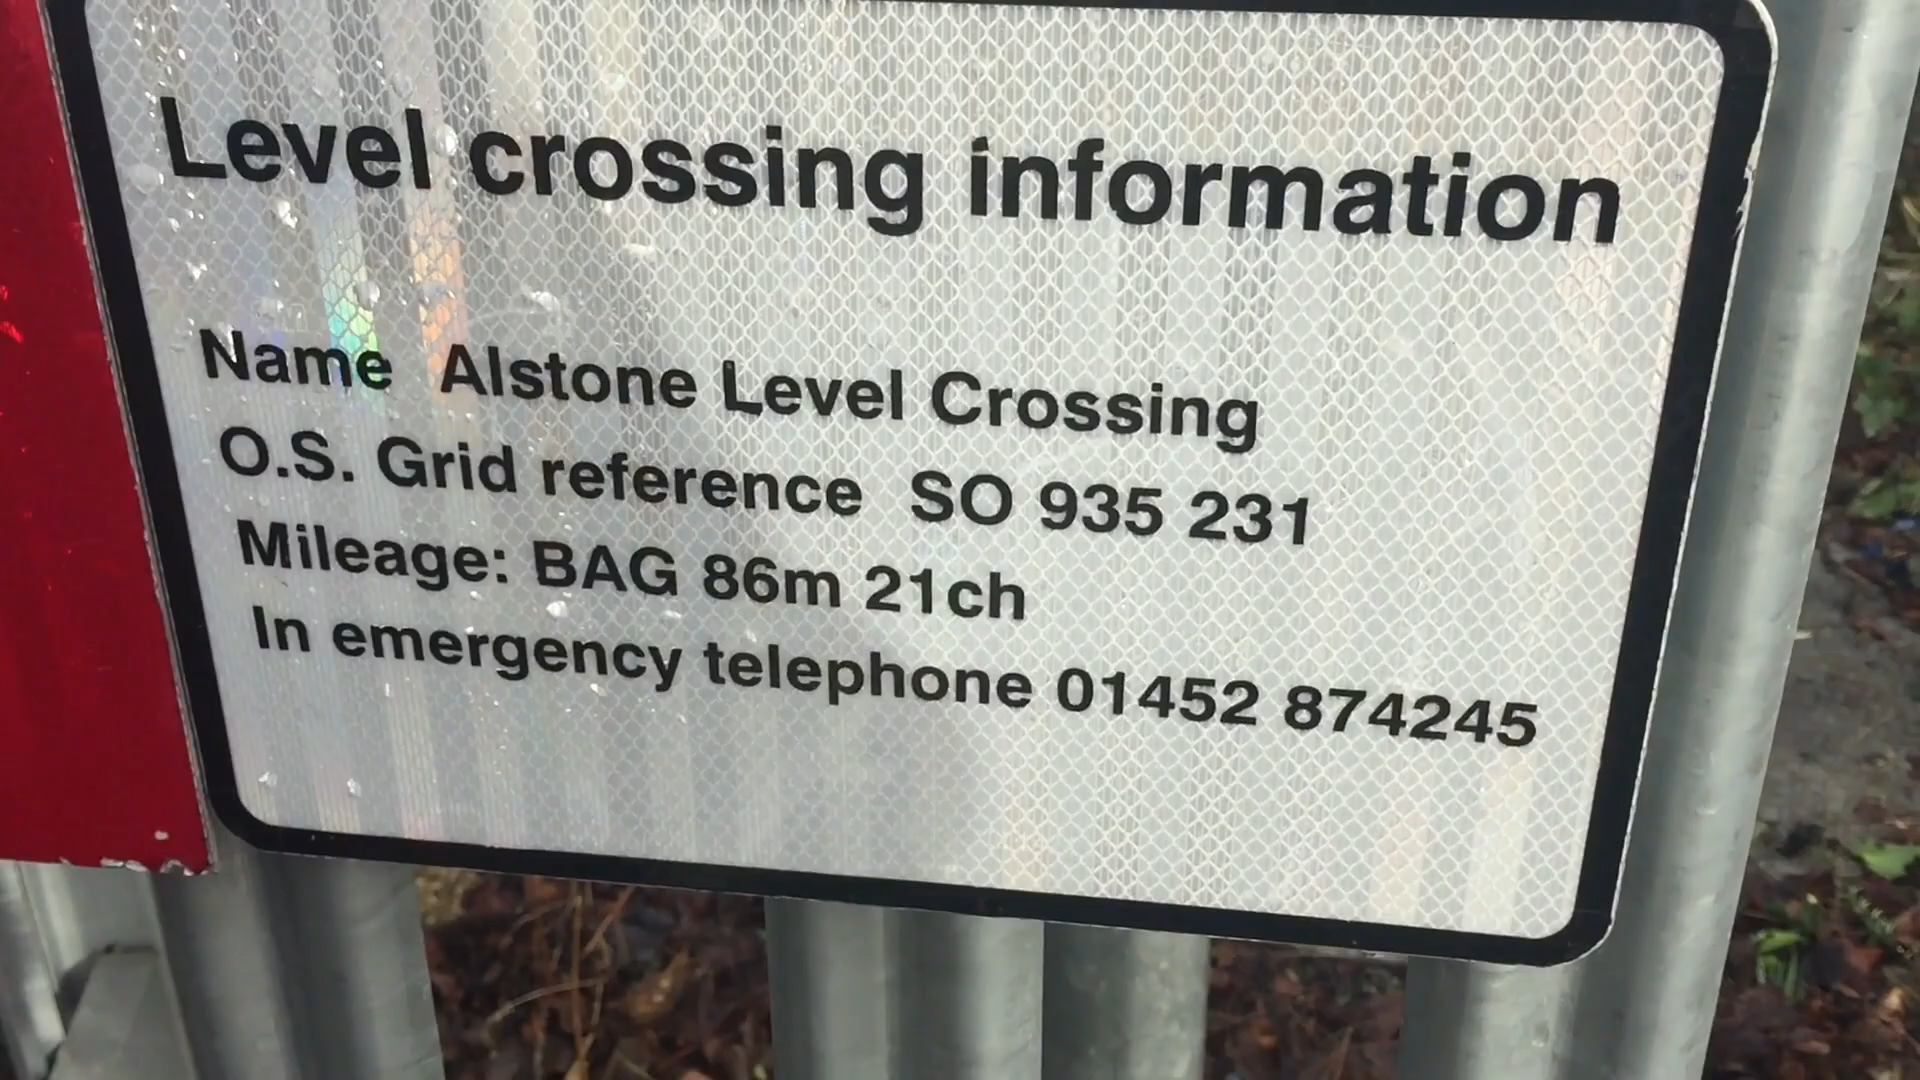 Level crossing information
Name Alstone Level Crossing
O.S. Grid reference SO 935 231
Mileage: BAG 86m 21ch
In emergency telephone 01452 874245